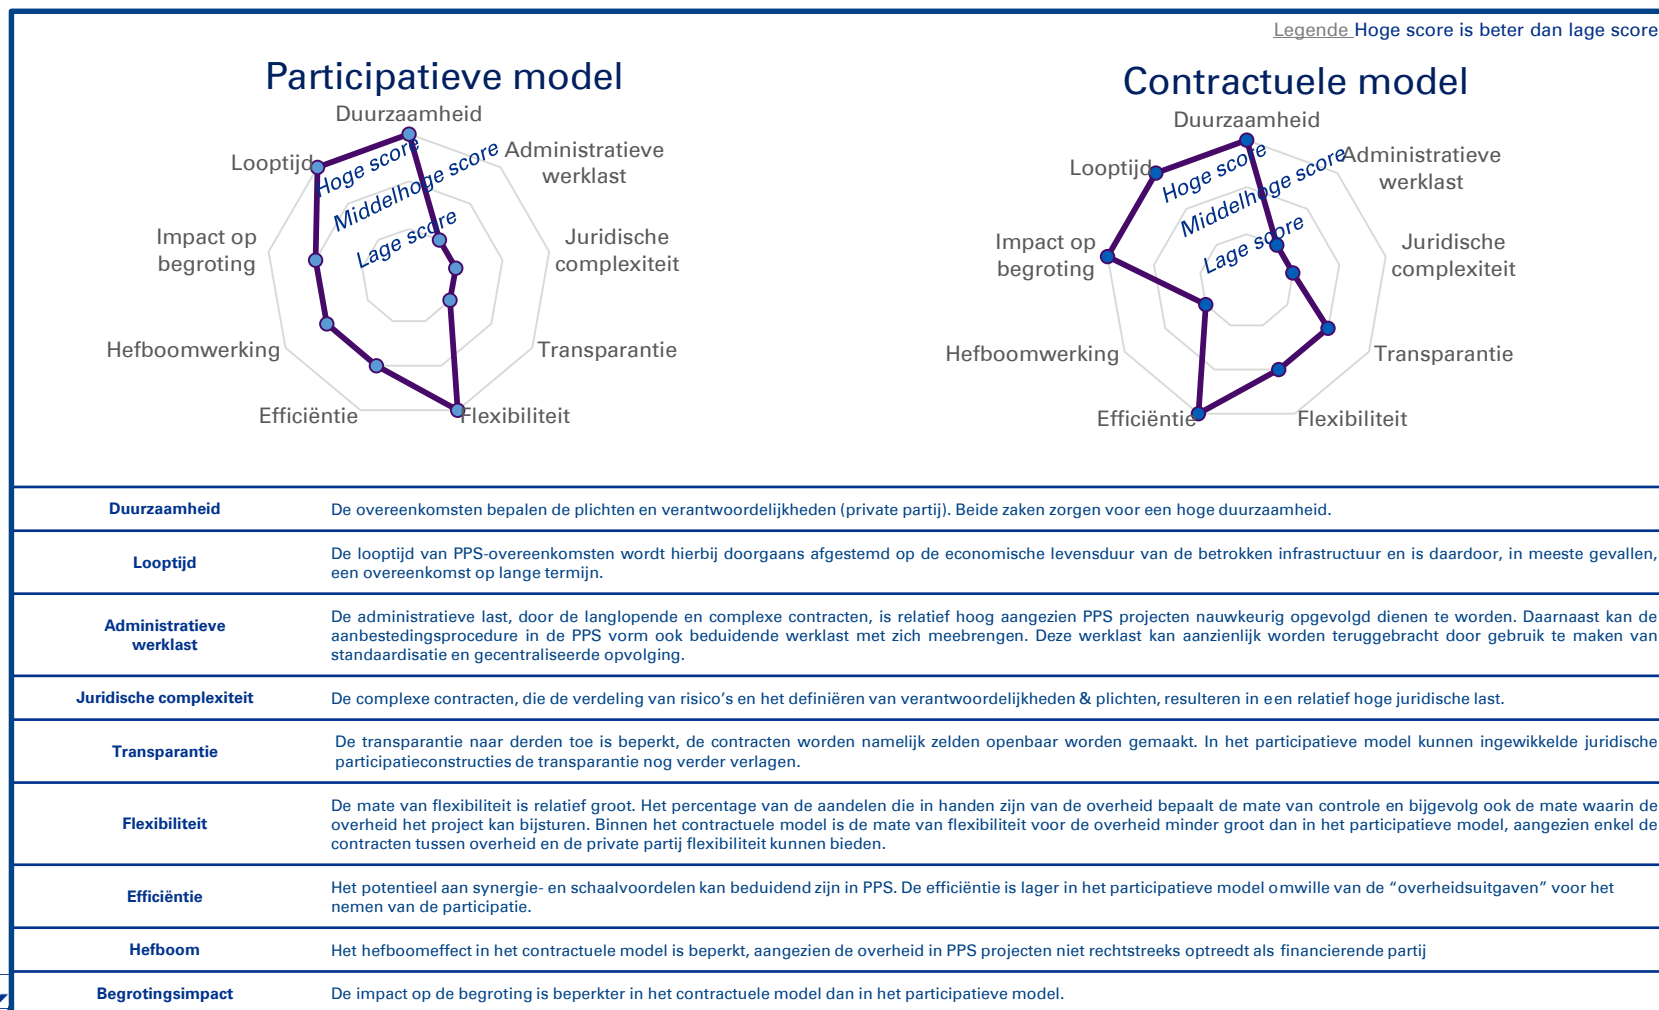 Legende Hoge score is beter dan lage score
Participatieve model
Duurzaamheid
Looptijd
Hoge score
Middelhoge score
Lage score
Administratieve
werklast
Impact op
begroting
Juridische
complexiteit
Hefboomwerking
Transparantie
Efficiëntie
Flexibiliteit
Contractuele model
Duurzaamheid
Looptijd
Hoge score
Middelhoge score
Lage score
Administratieve
werklast
Impact op
begroting
Juridische
complexiteit
Hefboomwerking
Transparantie
Efficiëntie
Flexibiliteit
Duurzaamheid
De overeenkomsten bepalen de plichten en verantwoordelijkheden (private partij). Beide zaken zorgen voor een hoge duurzaamheid.
Looptijd
De looptijd van PPS-overeenkomsten wordt hierbij doorgaans afgestemd op de economische levensduur van de betrokken infrastructuur en is daardoor, in meeste gevallen,
een overeenkomst op lange termijn.
Administratieve
werklast
De administratieve last, door de langlopende en complexe contracten, is relatief hoog aangezien PPS projecten nauwkeurig opgevolgd dienen te worden. Daarnaast kan de
aanbestedingsprocedure in de PPS vorm ook beduidende werklast met zich meebrengen. Deze werklast kan aanzienlijk worden teruggebracht door gebruik te maken van
standaardisatie en gecentraliseerde opvolging.
Juridische complexiteit
De complexe contracten, die de verdeling van risico's en het definiëren van verantwoordelijkheden & plichten, resulteren in een relatief hoge juridische last.
Transparantie
De transparantie naar derden toe is beperkt, de contracten worden namelijk zelden openbaar worden gemaakt. In het participatieve model kunnen ingewikkelde juridische
participatieconstructies de transparantie nog verder verlagen.
Flexibiliteit
De mate van flexibiliteit is relatief groot. Het percentage van de aandelen die in handen zijn van de overheid bepaalt de mate van controle en bijgevolg ook de mate waarin de
overheid het project kan bijsturen. Binnen het contractuele model is de mate van flexibiliteit voor de overheid minder groot dan in het participatieve model, aangezien enkel de
contracten tussen overheid en de private partij flexibiliteit kunnen bieden.
Efficiëntie
Het potentieel aan synergie- en schaalvoordelen kan beduidend zijn in PPS. De efficiëntie is lager in het participatieve model omwille van de “overheidsuitgaven” voor het
nemen van de participatie.
Hefboom
Het hefboomeffect in het contractuele model is beperkt, aangezien de overheid in PPS projecten niet rechtstreeks optreedt als financierende partij
Begrotingsimpact
De impact op de begroting is beperkter in het contractuele model dan in het participatieve model.